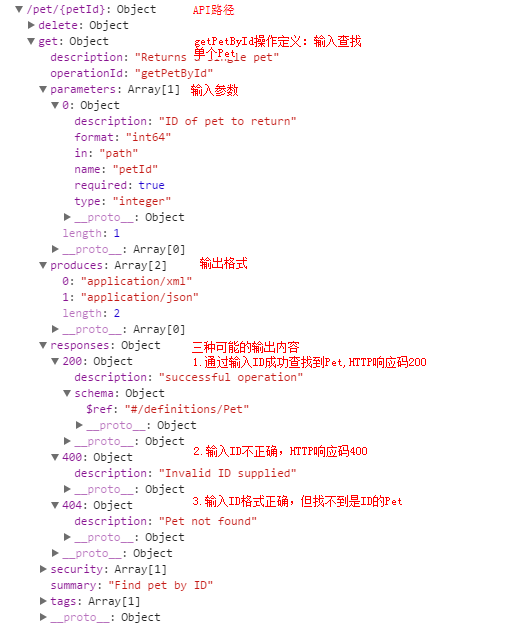 /pet/{petId}: Object API路径
delete: Object
get: Object getPetById操作定义：输入查找
单个Pet
description: "Returns a single pet"
operationId: "getPetById"
parameters: Array[1] 输入参数
0: Object
description: "ID of pet to return"
format: "int64"
in: "path"
name: "petId"
required: true
type: "integer"
__proto__: Object
length: 1
__proto__: Array[0]
produces: Array[2] 输出格式
0: "application/xml"
1: "application/json"
length: 2
__proto__: Array[0]
responses: Object 三种可能的输出内容
200: Object 1.通过输入ID成功查找到Pet,HTTP响应码200
description: "successful operation"
schema: Object
$ref: "#/definitions/Pet"
__proto__: Object
__proto__: Object
400: Object 2.输入ID不正确，HTTP响应码400
description: "Invalid ID supplied"
__proto__: Object
404: Object 3.输入ID格式正确，但找不到是ID的Pet
description: "Pet not found"
__proto__: Object
__proto__: Object
security: Array[1]
summary: "Find pet by ID"
tags: Array[1]
__proto__: Object